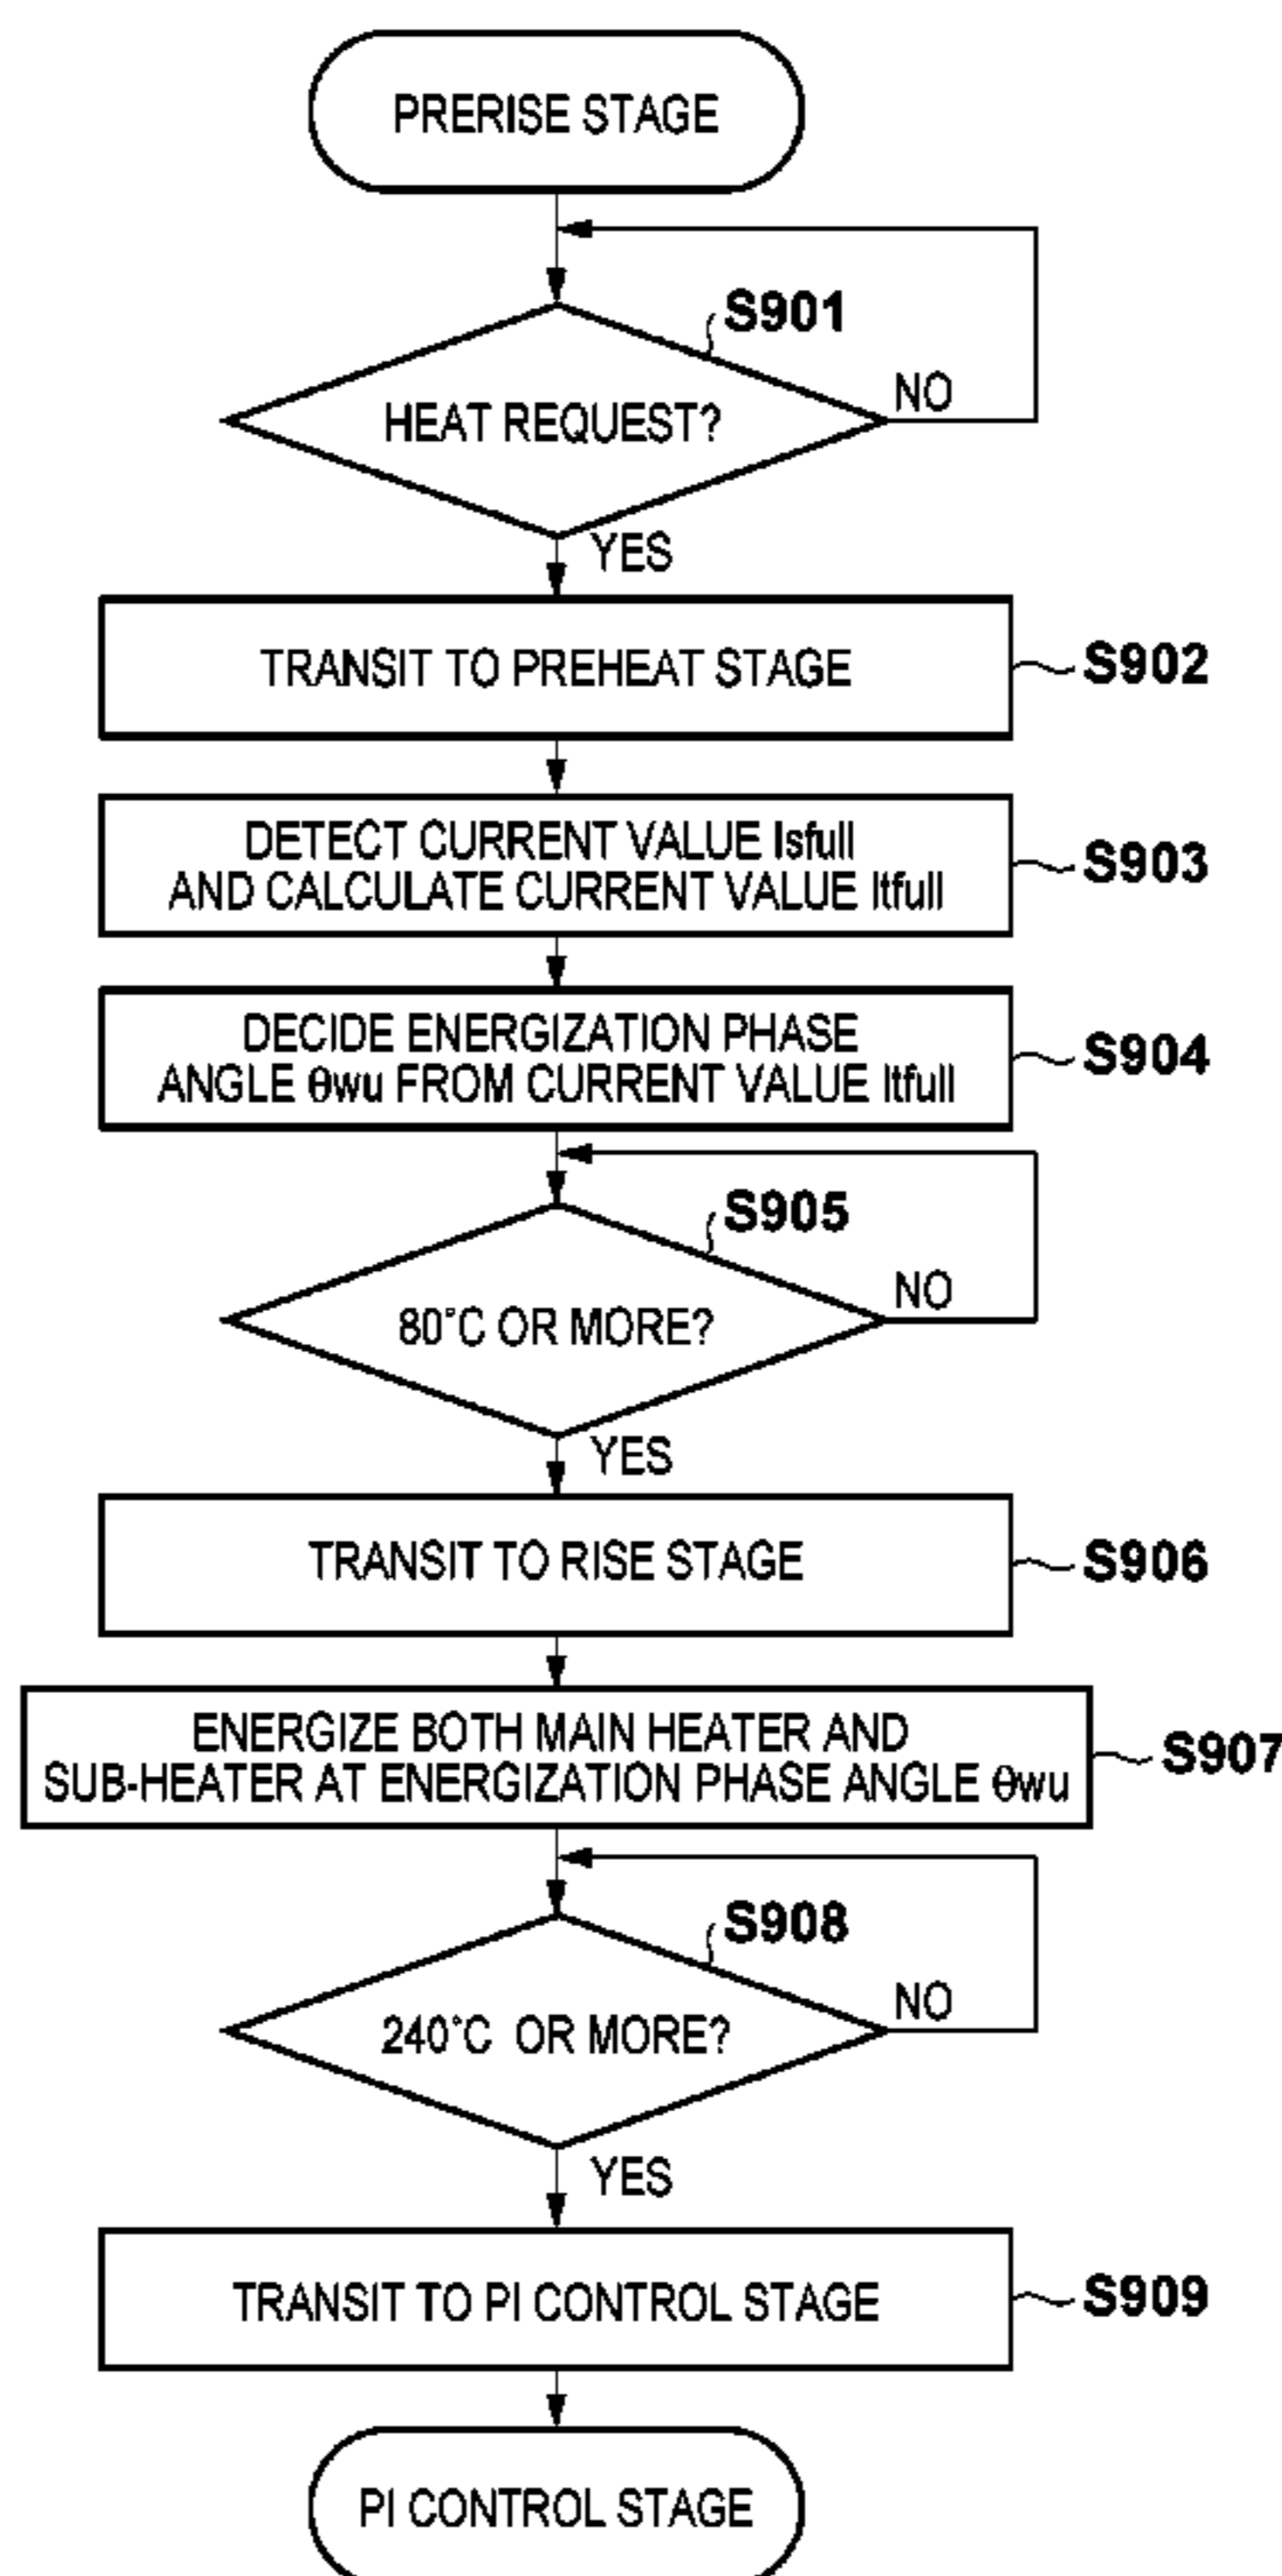 PRERISE STAGE
S901
HEAT REQUEST?
NO
YES
TRANSIT TO PREHEAT STAGE
S902
DETECT CURRENT VALUE Isfull
AND CALCULATE CURRENT VALUE Itfull
S903
DECIDE ENERGIZATION PHASE
ANGLE θwu FROM CURRENT VALUE Itfull
S904
S905
80°C OR MORE?
NO
YES
TRANSIT TO RISE STAGE
S906
ENERGIZE BOTH MAIN HEATER AND
SUB-HEATER AT ENERGIZATION PHASE ANGLE θwu
S907
S908
240°C OR MORE?
NO
YES
TRANSIT TO PI CONTROL STAGE
S909
PI CONTROL STAGE